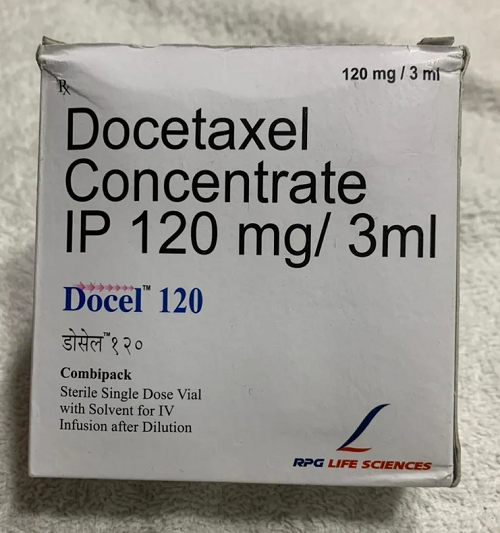 120 mg / 3 ml
℞
Docetaxel
Concentrate
IP 120 mg/ 3ml
Docel™ 120
डोसेल™ १२०
Combipack
Sterile Single Dose Vial
with Solvent for IV
Infusion after Dilution
RPG LIFE SCIENCES